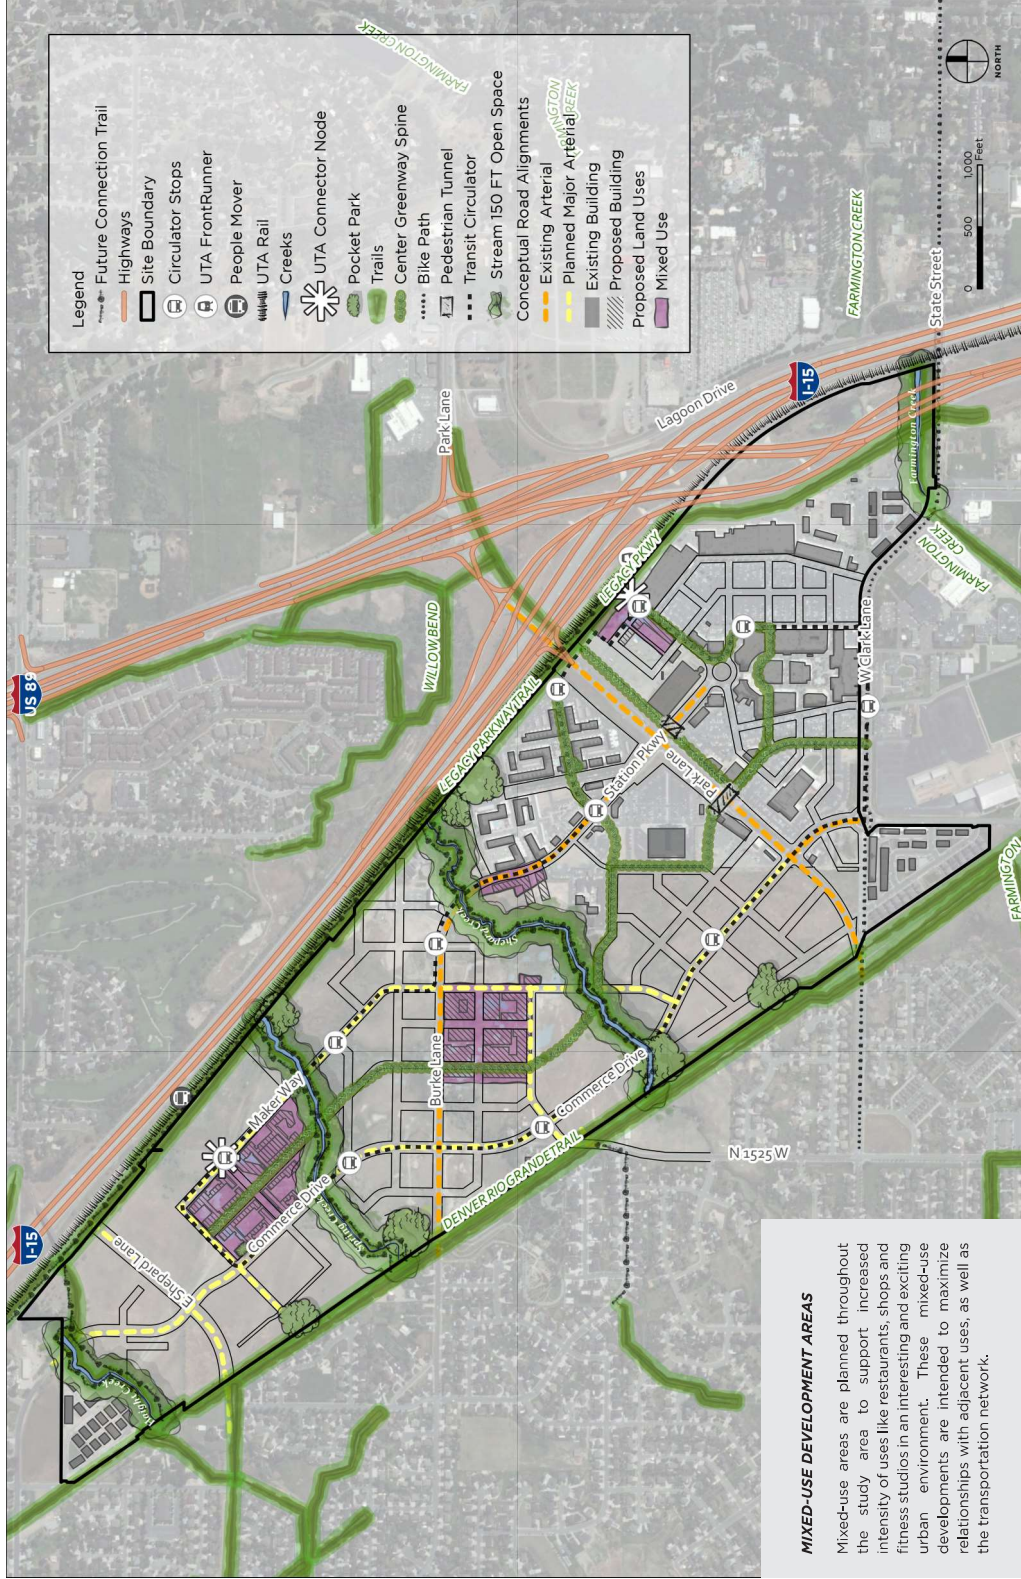 Legend
Future Connection Trail
Highways
Site Boundary
Circulator Stops
UTA FrontRunner
People Mover
UTA Rail
Creeks
UTA Connector Node
Pocket Park
Trails
Center Greenway Spine
Bike Path
Pedestrian Tunnel
Transit Circulator
Stream 150 FT Open Space
Conceptual Road Alignments
Existing Arterial
Planned Major Arterial
Existing Building
Proposed Building
Proposed Land Uses
Mixed Use
FARMINGTON CREEK
FARMINGTON
CREEK
FARMINGTON CREEK
State Street
0 500 1,000
Feet
NORTH
I-15
US 89
I-15
Park Lane
Lagoon Drive
WILLOW BEND
LEGACY PKWY
LEGACY PARKWAY TRAIL
Farmington Creek
FARMINGTON
CREEK
W Clark Lane
Station Pkwy
Park Lane
Shepard Creek
Burke Lane
Maker Way
Commerce Drive
Commerce Drive
Spring Creek
DENVER RIO GRANDE TRAIL
N 1525 W
E Shepard Lane
Haight Creek
FARMINGTON
MIXED-USE DEVELOPMENT AREAS
Mixed-use areas are planned throughout
the study area to support increased
intensity of uses like restaurants, shops and
fitness studios in an interesting and exciting
urban environment. These mixed-use
developments are intended to maximize
relationships with adjacent uses, as well as
the transportation network.